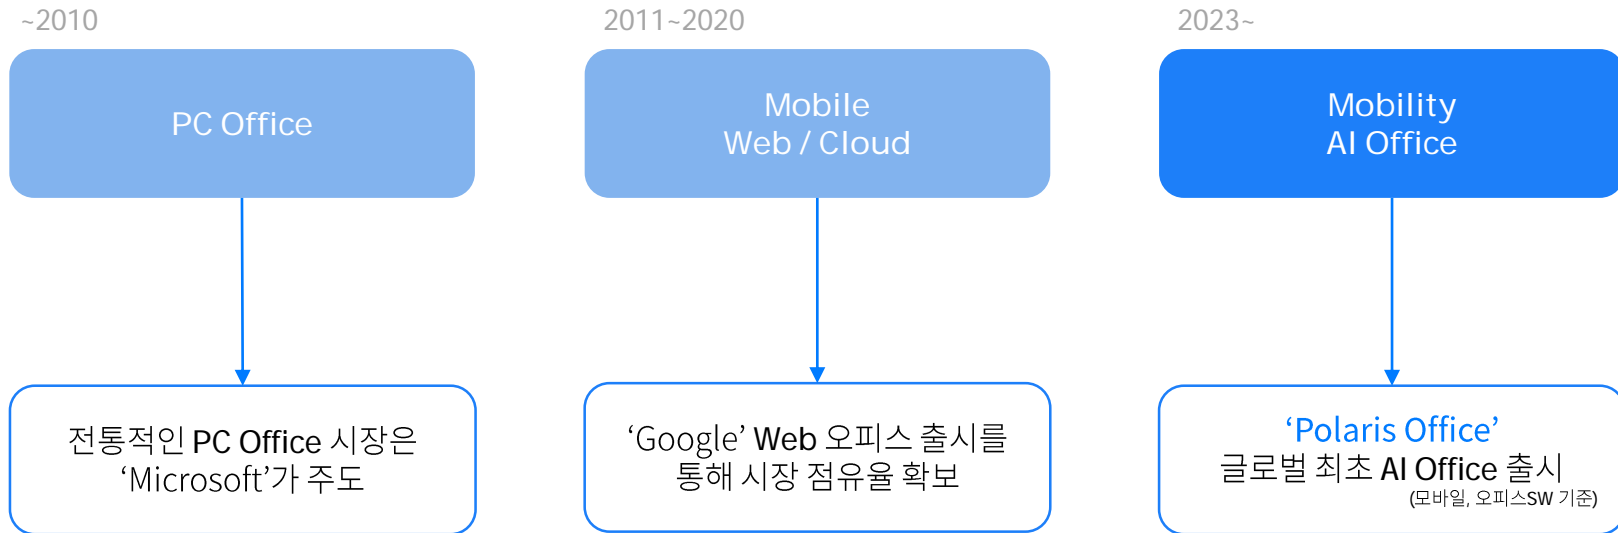 ~2010
PC Office
전통적인 PC Office 시장은
‘Microsoft’가 주도
2011~2020
Mobile
Web / Cloud
‘Google’ Web 오피스 출시를
통해 시장 점유율 확보
2023~
Mobility
AI Office
‘Polaris Office’
글로벌 최초 AI Office 출시
(모바일, 오피스SW 기준)